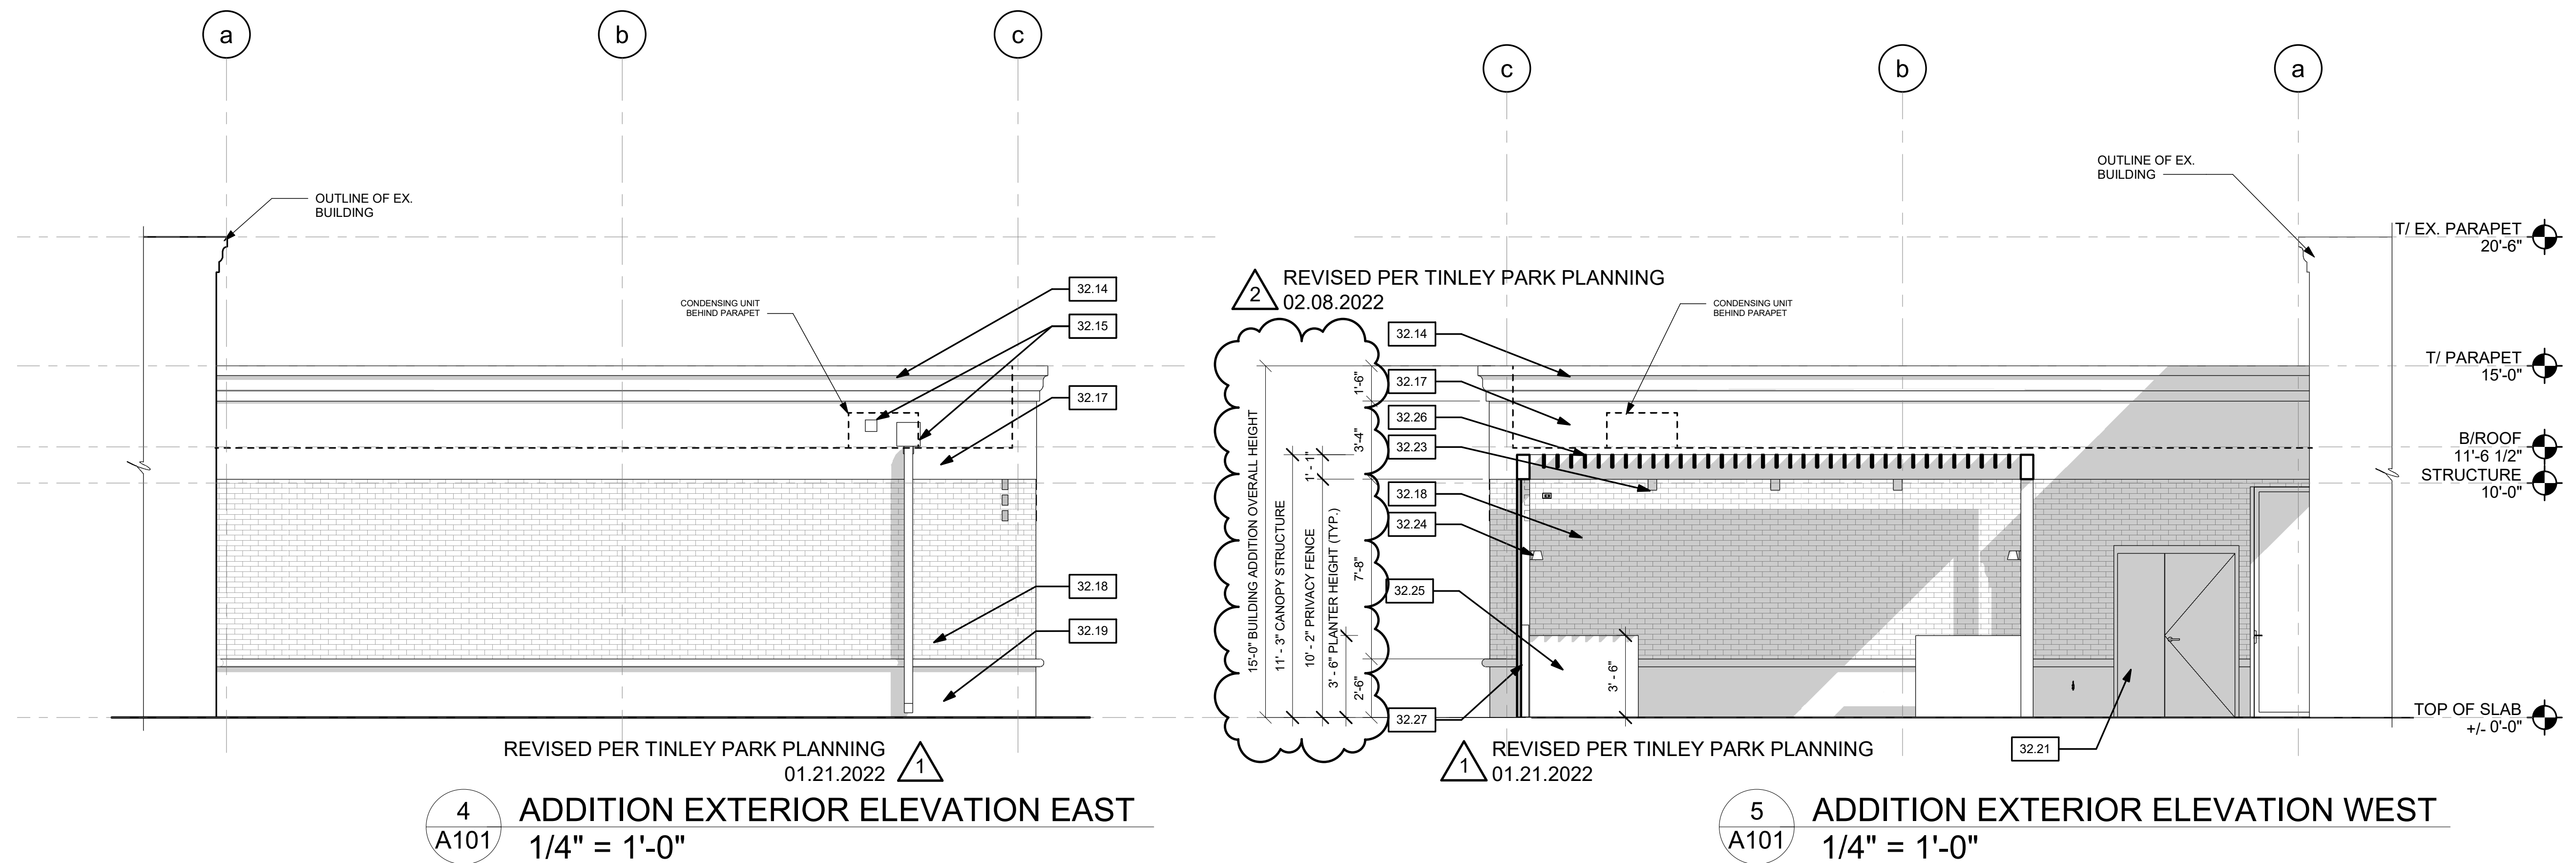 a
b
c
OUTLINE OF EX.
BUILDING
CONDENSING UNIT
BEHIND PARAPET
32.14
32.15
32.17
32.18
32.19
REVISED PER TINLEY PARK PLANNING
01.21.2022
1
4
A101
ADDITION EXTERIOR ELEVATION EAST
1/4" = 1'-0"
c
b
a
OUTLINE OF EX.
BUILDING
2
REVISED PER TINLEY PARK PLANNING
02.08.2022
CONDENSING UNIT
BEHIND PARAPET
15'-0" BUILDING ADDITION OVERALL HEIGHT
11' - 3" CANOPY STRUCTURE
1' - 1"
10' - 2" PRIVACY FENCE
3' - 6" PLANTER HEIGHT (TYP.)
1'-6"
3'-4"
7'-8"
2'-6"
32.14
32.17
32.26
32.23
32.18
32.24
32.25
32.27
3' - 6"
32.21
T/ EX. PARAPET
20'-6"
T/ PARAPET
15'-0"
B/ROOF
11'-6 1/2"
STRUCTURE
10'-0"
TOP OF SLAB
+/- 0'-0"
1
REVISED PER TINLEY PARK PLANNING
01.21.2022
5
A101
ADDITION EXTERIOR ELEVATION WEST
1/4" = 1'-0"